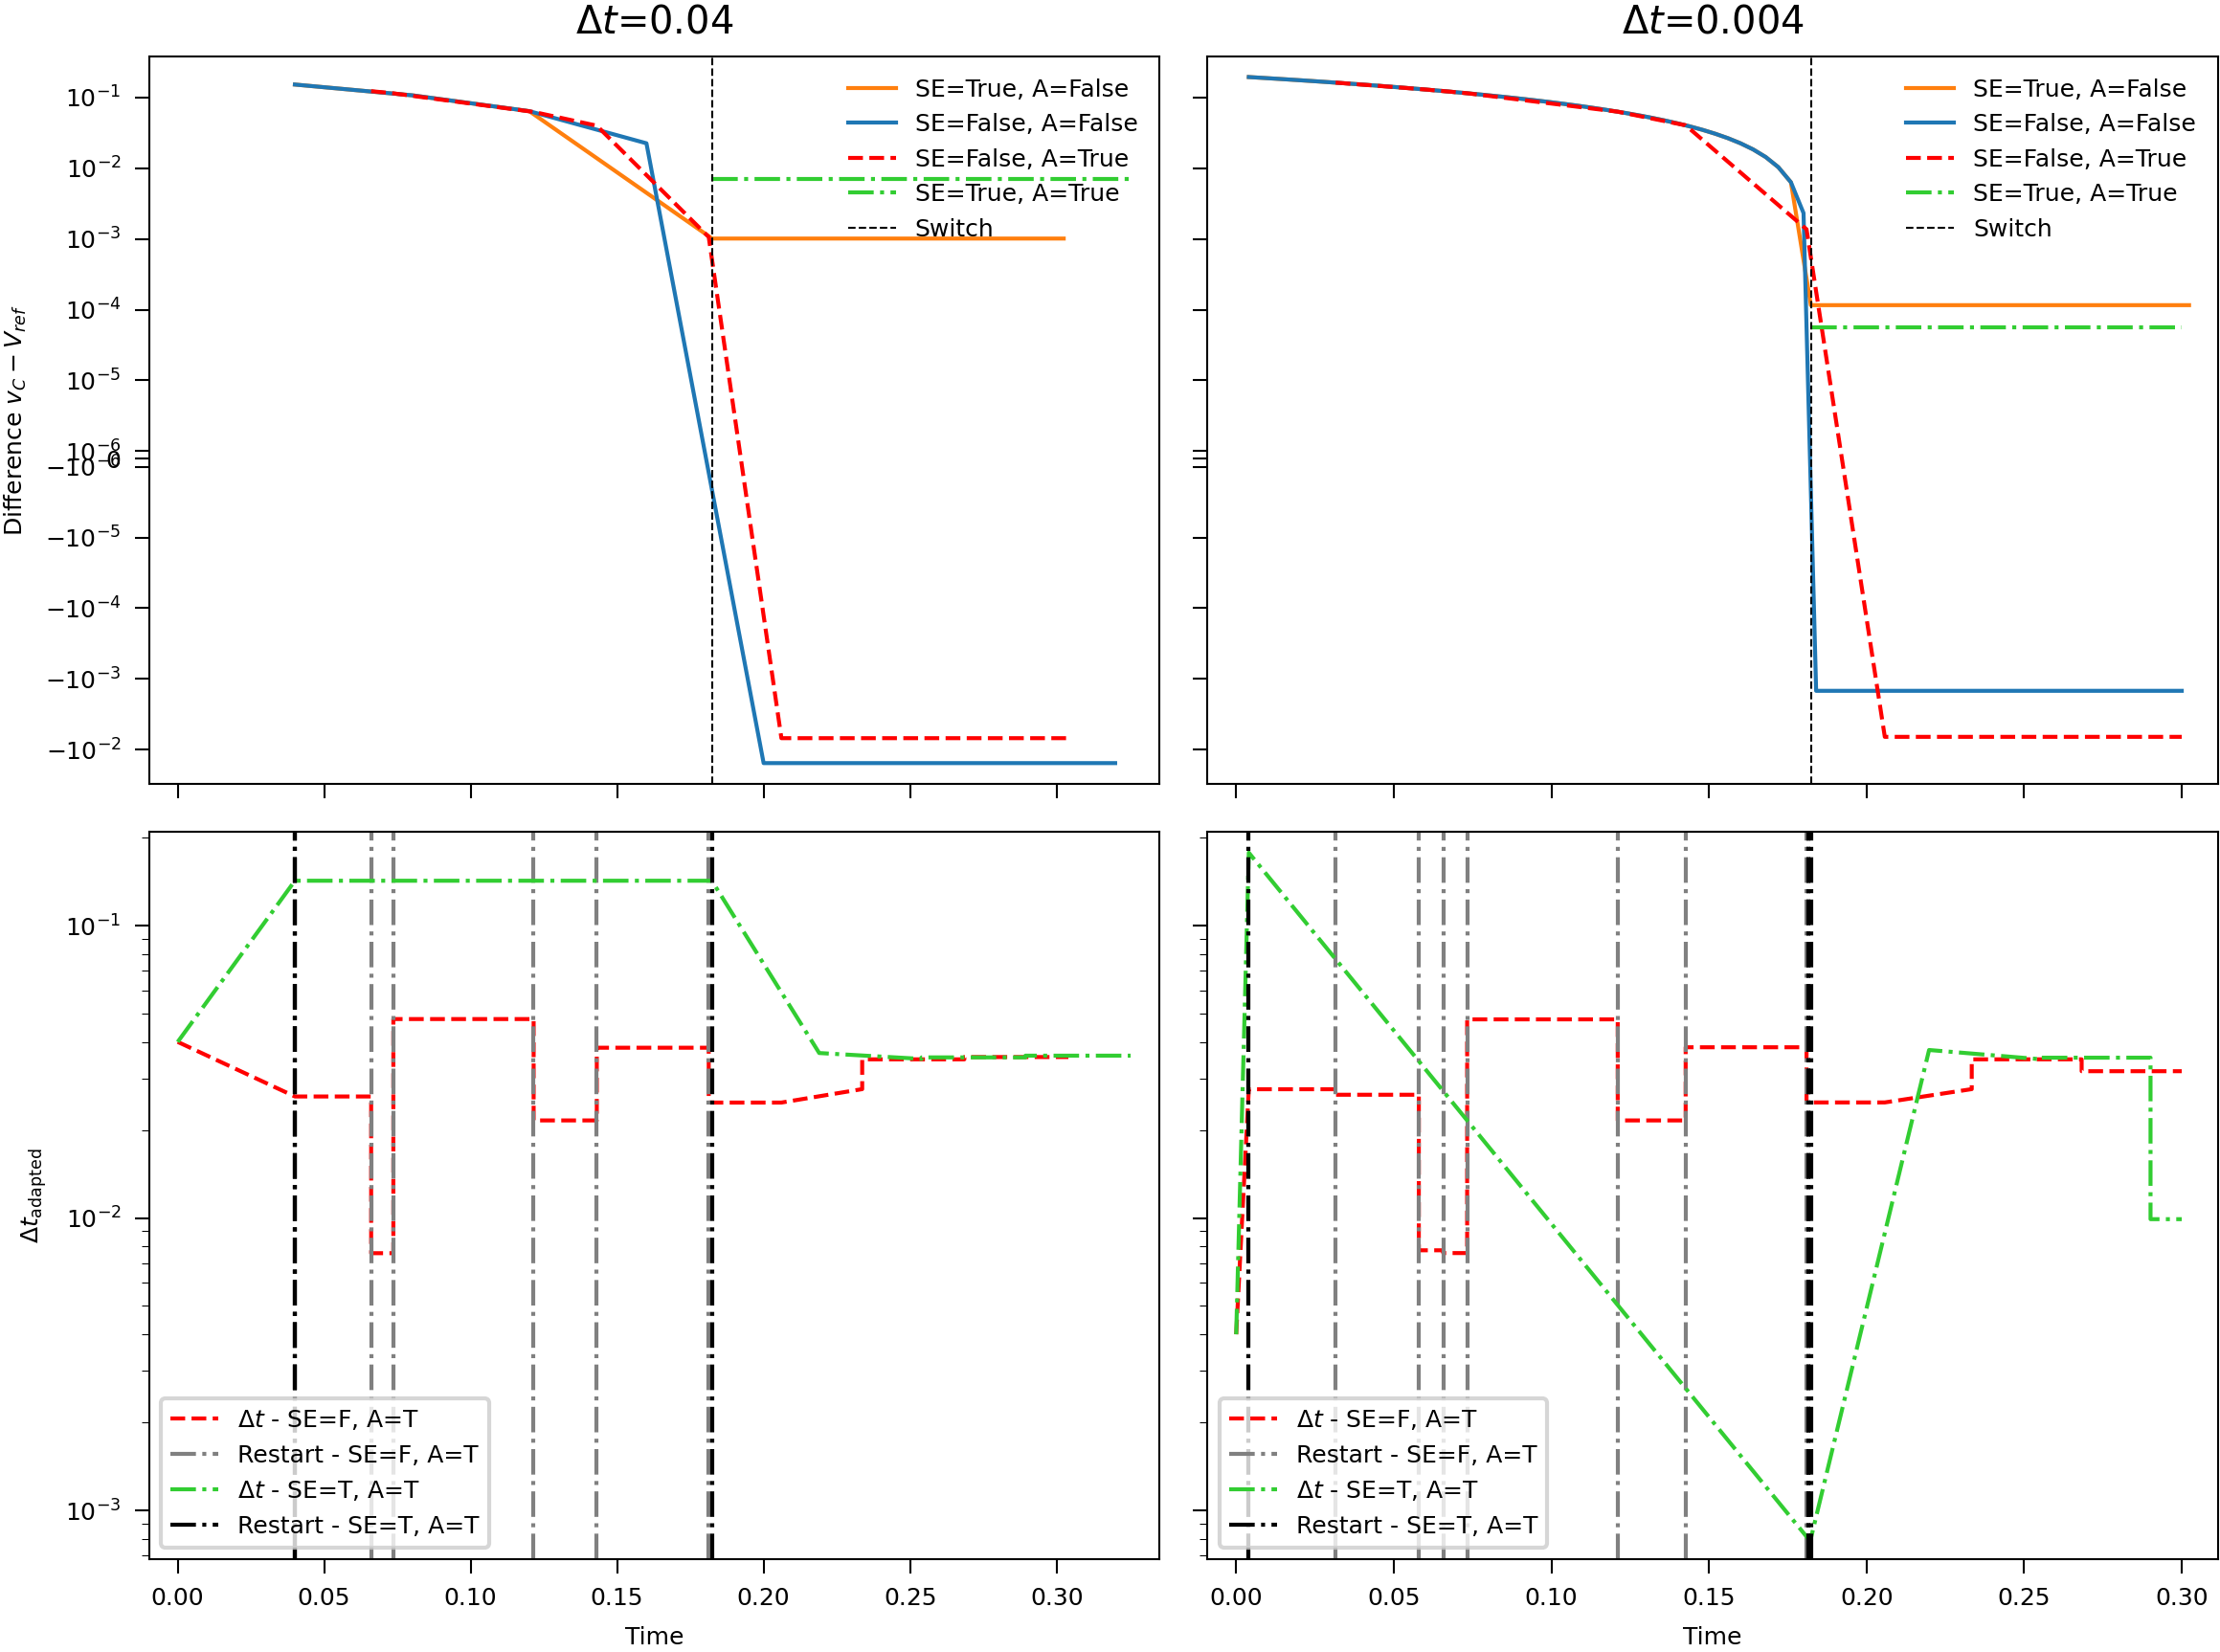 Δt=0.04
Δt=0.004
Difference v_C − V_ref
10⁻¹
10⁻²
10⁻³
10⁻⁴
10⁻⁵
10⁻⁶
0
−10⁻⁶
−10⁻⁵
−10⁻⁴
−10⁻³
−10⁻²
SE=True, A=False
SE=False, A=False
SE=False, A=True
SE=True, A=True
Switch
SE=True, A=False
SE=False, A=False
SE=False, A=True
SE=True, A=True
Switch
Δt_adapted
10⁻¹
10⁻²
10⁻³
Δt - SE=F, A=T
Restart - SE=F, A=T
Δt - SE=T, A=T
Restart - SE=T, A=T
Δt - SE=F, A=T
Restart - SE=F, A=T
Δt - SE=T, A=T
Restart - SE=T, A=T
0.00 0.05 0.10 0.15 0.20 0.25 0.30
0.00 0.05 0.10 0.15 0.20 0.25 0.30
Time
Time